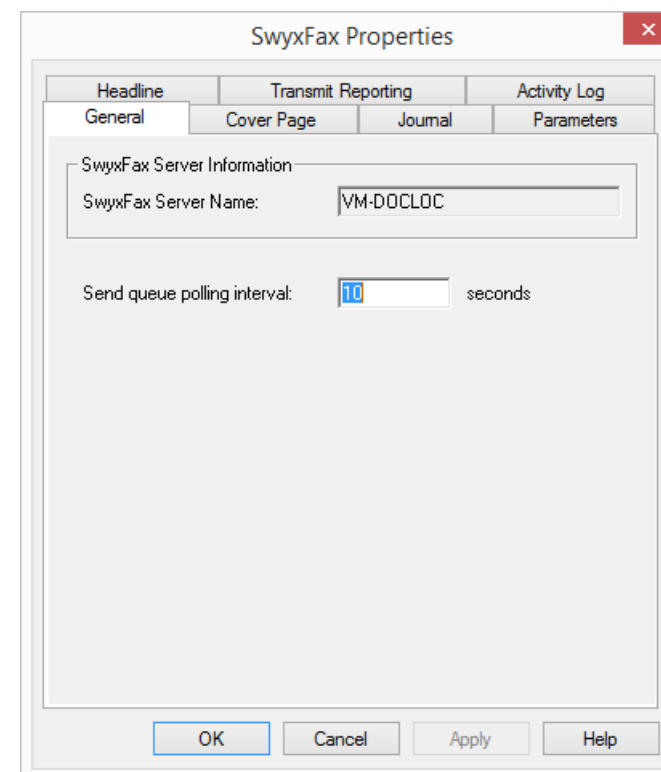 SwyxFax Properties
Headline Transmit Reporting Activity Log
General Cover Page Journal Parameters
SwyxFax Server Information
SwyxFax Server Name: VM-DOCLOC
Send queue polling interval: 10 seconds
OK Cancel Apply Help